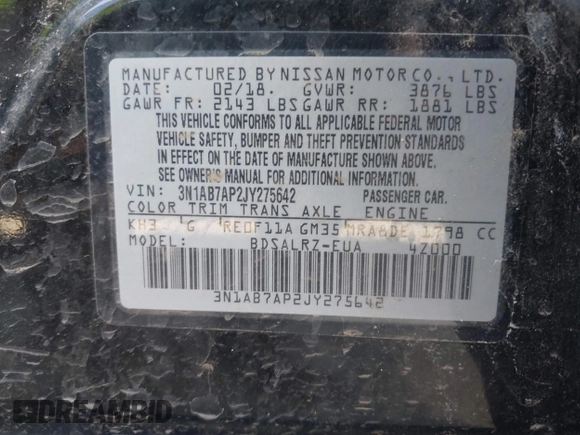 MANUFACTURED BY NISSAN MOTOR CO., LTD.
DATE: 02/18. GVWR: 3876 LBS
GAWR FR: 2143 LBS GAWR RR: 1881 LBS
THIS VEHICLE CONFORMS TO ALL APPLICABLE FEDERAL MOTOR
VEHICLE SAFETY, BUMPER AND THEFT PREVENTION STANDARDS
IN EFFECT ON THE DATE OF MANUFACTURE SHOWN ABOVE.
SEE OWNER'S MANUAL FOR ADDITIONAL INFORMATION.
VIN: 3N1AB7AP2JY275642 PASSENGER CAR.
COLOR TRIM TRANS AXLE ENGINE
KH3 G RE0F11A GM35 MRA8DE 1798 CC
MODEL: BDSALRZ-EUA 4Z000
3N1AB7AP2JY275642
DREAMBID